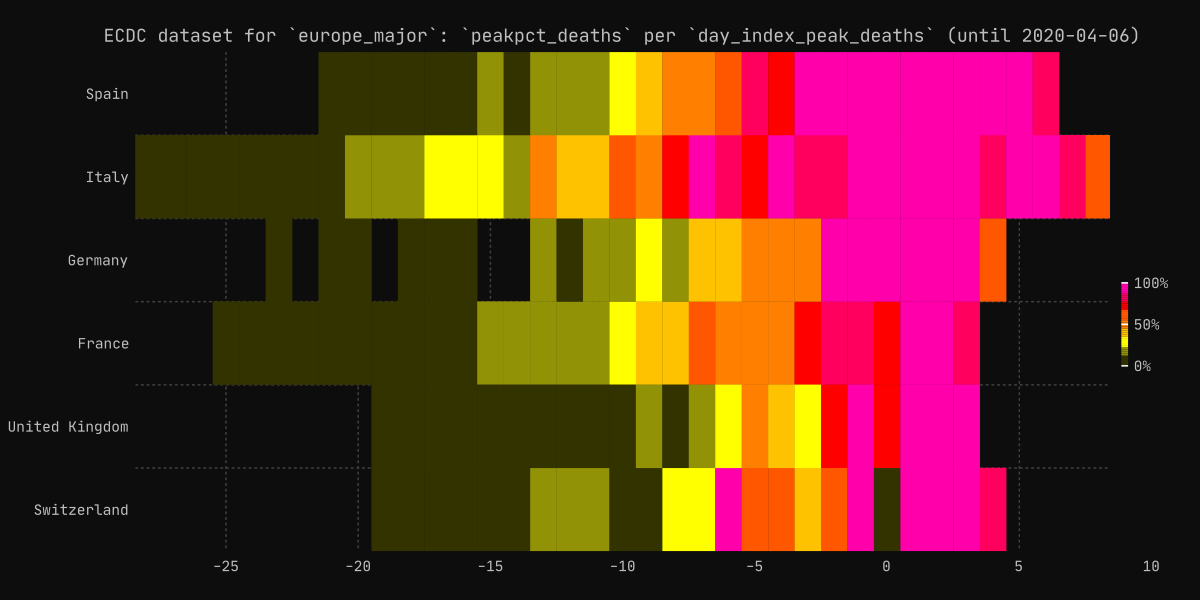 ECDC dataset for `europe_major`: `peakpct_deaths` per `day_index_peak_deaths` (until 2020-04-06)
Spain
Italy
Germany
France
United Kingdom
Switzerland
100%
50%
0%
−25
−20
−15
−10
−5
0
5
10